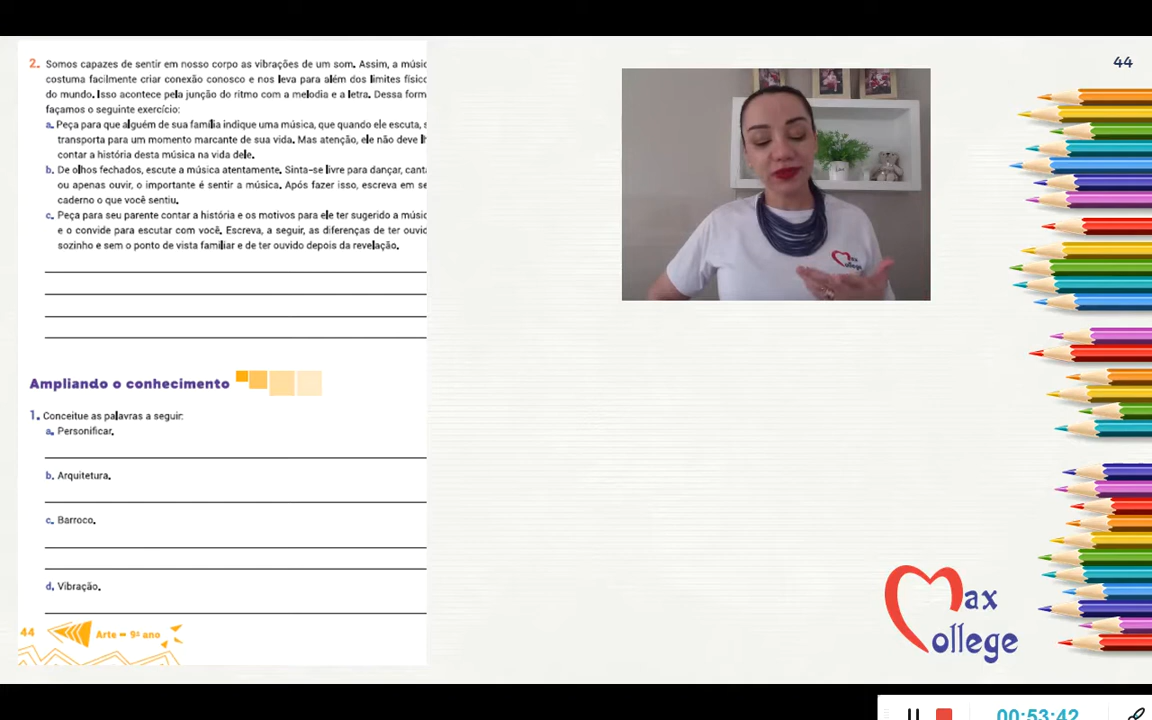 44
2. Somos capazes de sentir em nosso corpo as vibrações de um som. Assim, a músic
costuma facilmente criar conexão conosco e nos leva para além dos limites físico
do mundo. Isso acontece pela junção do ritmo com a melodia e a letra. Dessa form
façamos o seguinte exercício:
a. Peça para que alguém de sua família indique uma música, que quando ele escuta, s
transporta para um momento marcante de sua vida. Mas atenção, ele não deve lh
contar a história desta música na vida dele.
b. De olhos fechados, escute a música atentamente. Sinta-se livre para dançar, canta
ou apenas ouvir, o importante é sentir a música. Após fazer isso, escreva em se
caderno o que você sentiu.
c. Peça para seu parente contar a história e os motivos para ele ter sugerido a músic
e o convide para escutar com você. Escreva, a seguir, as diferenças de ter ouvid
sozinho e sem o ponto de vista familiar e de ter ouvido depois da revelação.
Ampliando o conhecimento
1. Conceitue as palavras a seguir:
a. Personificar.
b. Arquitetura.
c. Barroco.
d. Vibração.
44 Arte – 9º ano
Max
College
Max
College
00:53:42